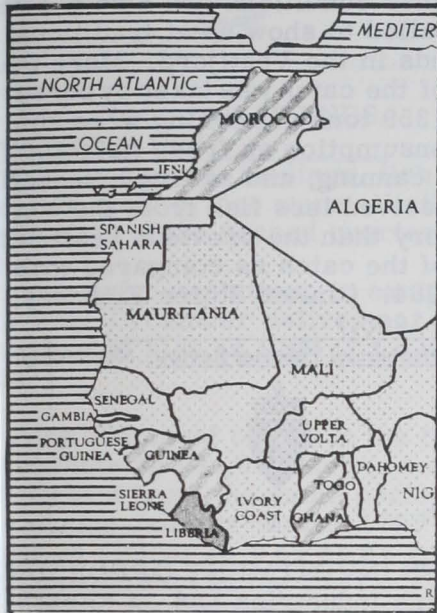 MEDITER
NORTH ATLANTIC
OCEAN
MOROCCO
IFNI
ALGERIA
SPANISH
SAHARA
MAURITANIA
MALI
SENEGAL
GAMBIA
PORTUGUESE
GUINEA
GUINEA
UPPER
VOLTA
DAHOMEY
NIG
TOGO
SIERRA
LEONE
IVORY
COAST
GHANA
LIBERIA
R